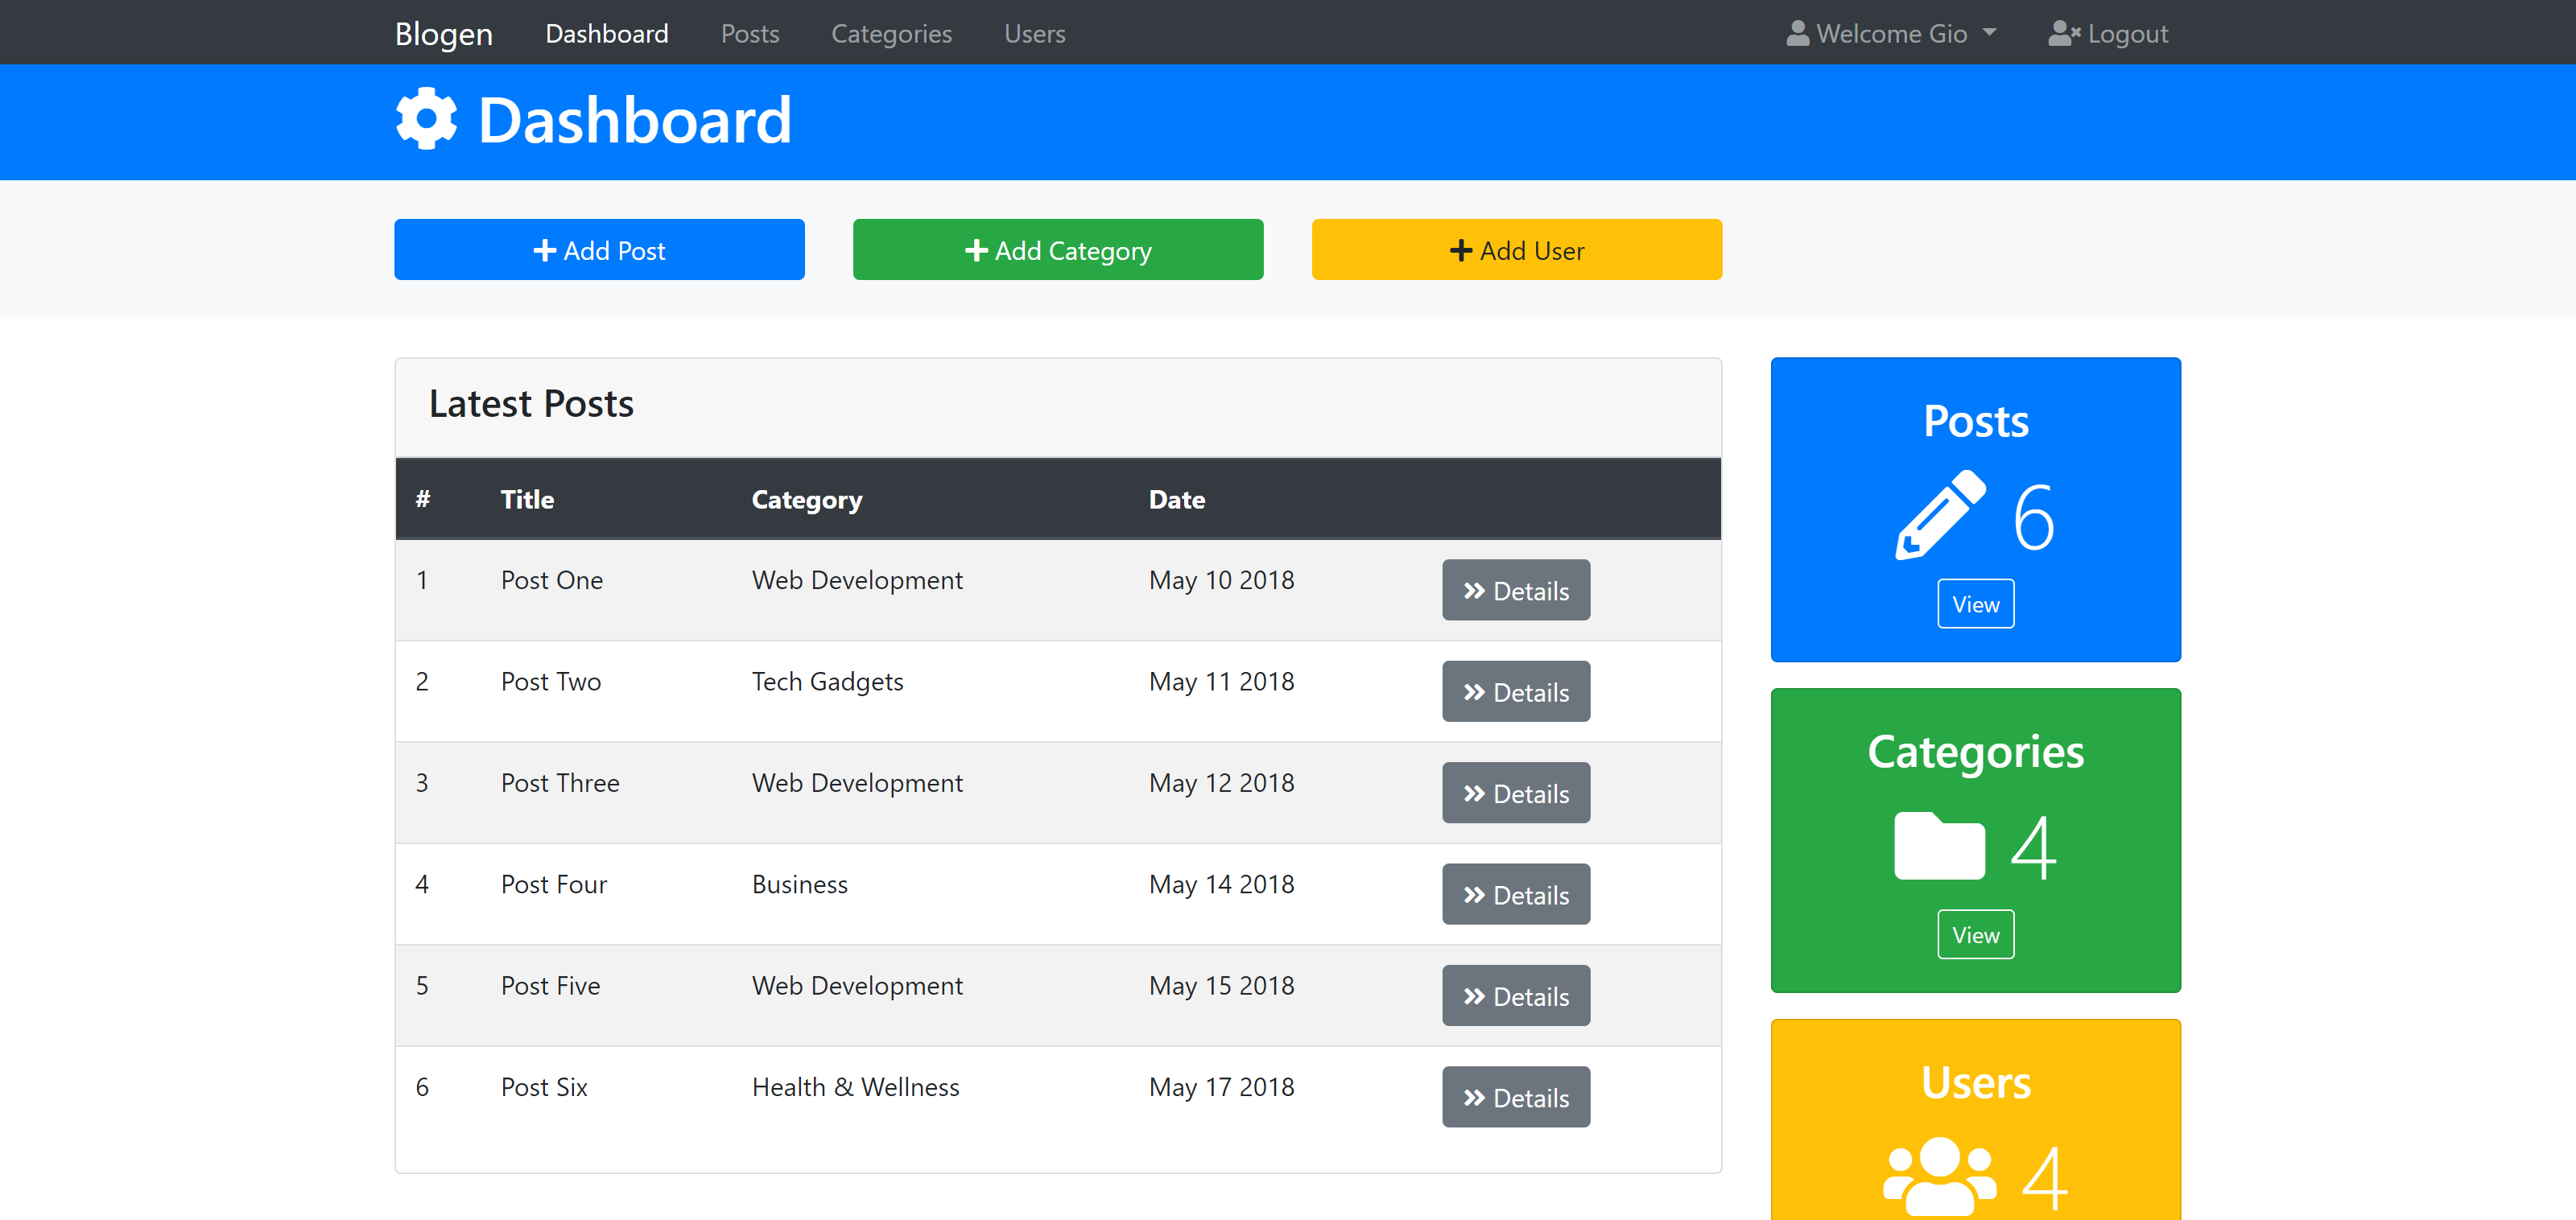 Blogen Dashboard Posts Categories Users Welcome Gio Logout
Dashboard
Add Post Add Category Add User
Latest Posts
# Title Category Date
1 Post One Web Development May 10 2018 Details
2 Post Two Tech Gadgets May 11 2018 Details
3 Post Three Web Development May 12 2018 Details
4 Post Four Business May 14 2018 Details
5 Post Five Web Development May 15 2018 Details
6 Post Six Health & Wellness May 17 2018 Details
Posts
6
View
Categories
4
View
Users
4